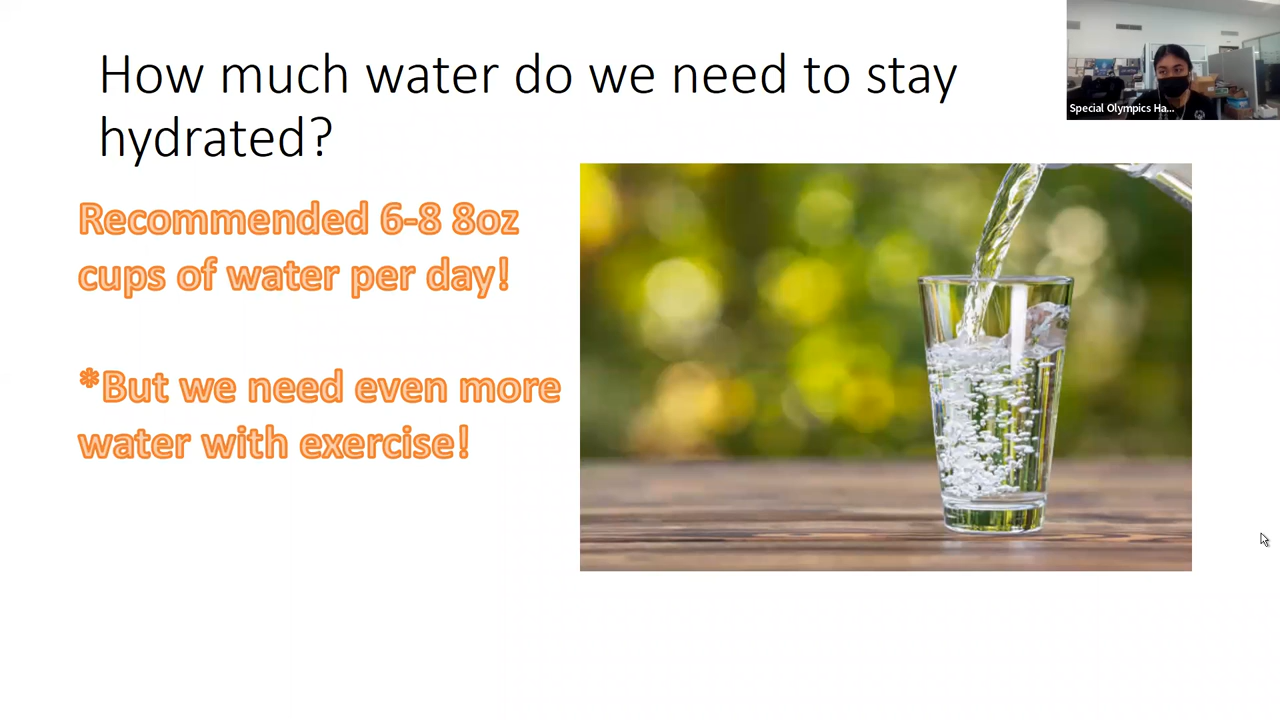 How much water do we need to stay
hydrated?
Recommended 6-8 8oz
cups of water per day!
*But we need even more
water with exercise!
Special Olympics Ha...